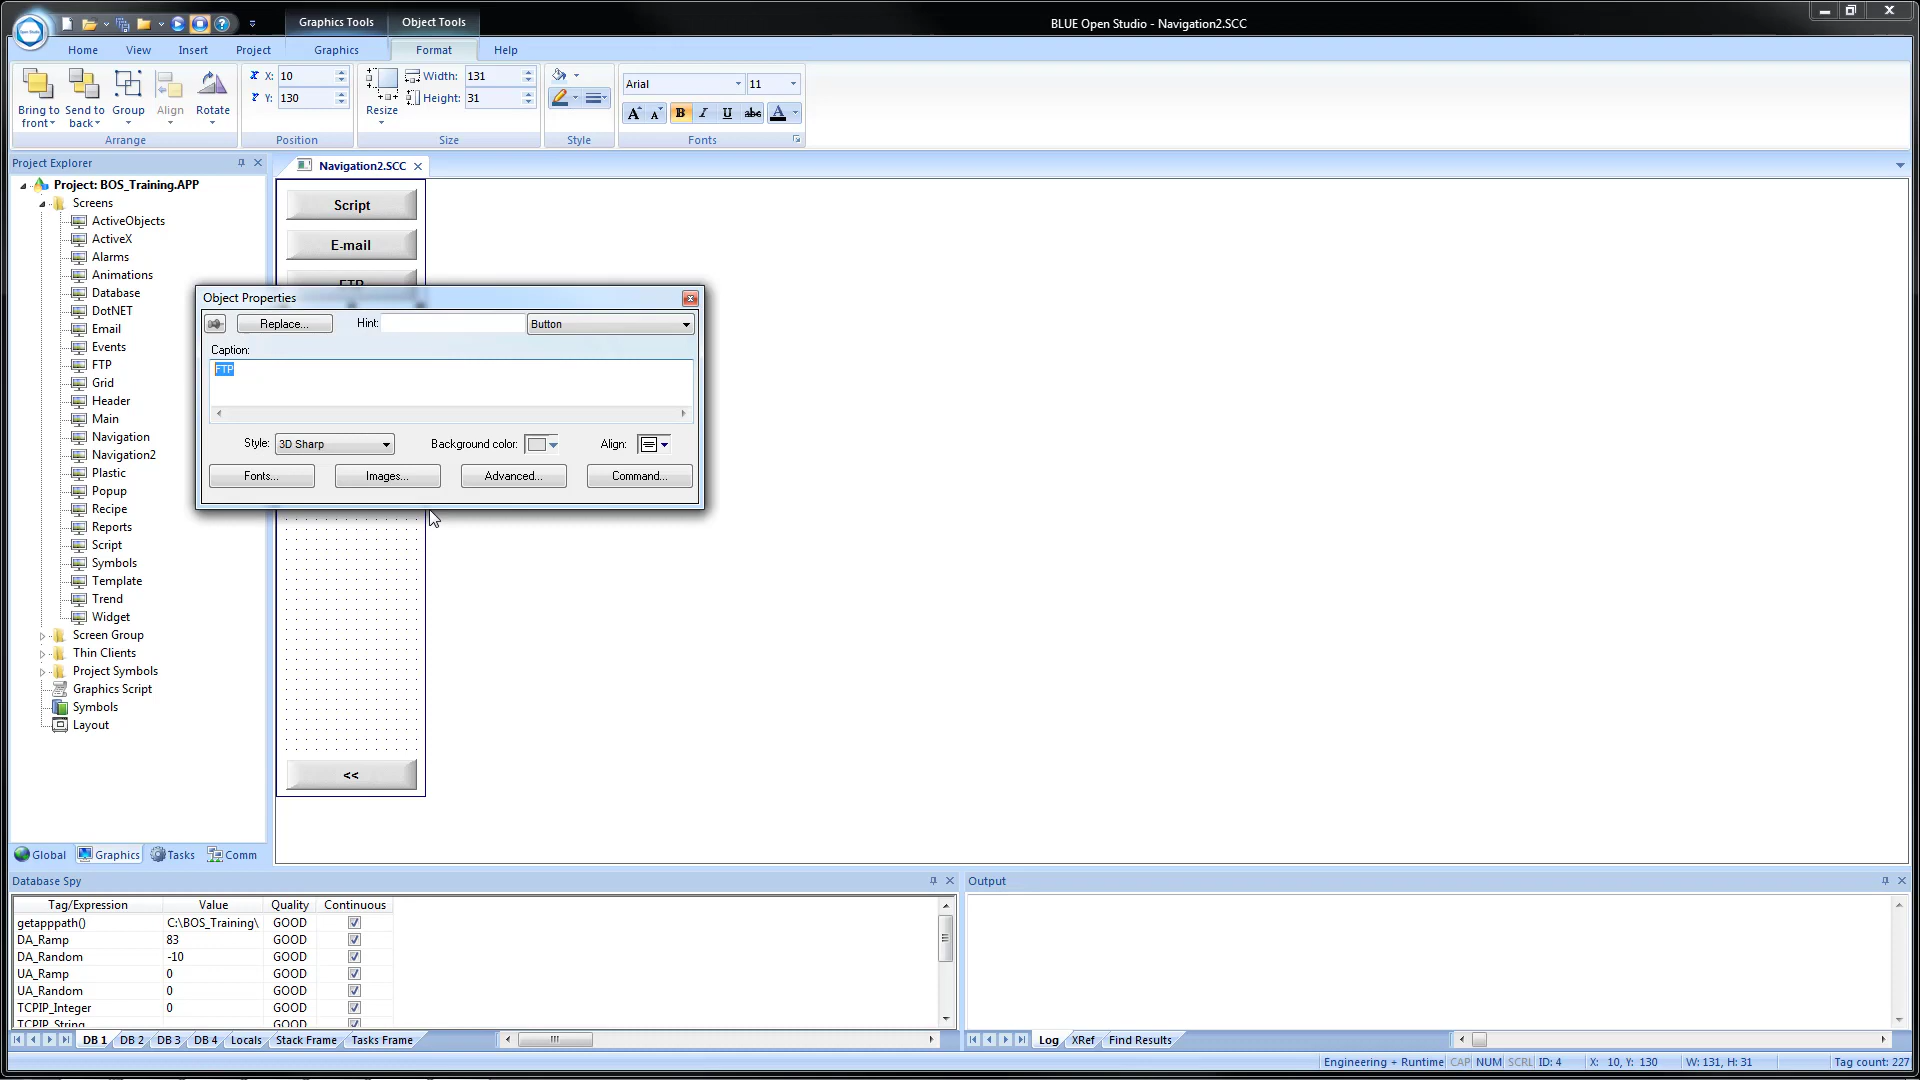 Graphics Tools
Object Tools
BLUE Open Studio - Navigation2.SCC
Open Studio
Home
View
Insert
Project
Graphics
Format
Help
Bring to front
Send to back
Group
Align
Rotate
Arrange
X: 10
Y: 130
Position
Resize
Width: 131
Height: 31
Size
Style
Arial
11
B I U abc A
Fonts
Project Explorer
Navigation2.SCC
Project: BOS_Training.APP
Screens
ActiveObjects
ActiveX
Alarms
Animations
Database
DotNET
Email
Events
FTP
Grid
Header
Main
Navigation
Navigation2
Plastic
Popup
Recipe
Reports
Script
Symbols
Template
Trend
Widget
Screen Group
Thin Clients
Project Symbols
Graphics Script
Symbols
Layout
Global
Graphics
Tasks
Comm
Script
E-mail
FTP
Object Properties
Replace...
Hint:
Button
Caption:
FTP
Style: 3D Sharp
Background color:
Align:
Fonts...
Images...
Advanced...
Command...
<<
Database Spy
Tag/Expression Value Quality Continuous
getapppath() C:\BOS_Training\ GOOD
DA_Ramp 83 GOOD
DA_Random -10 GOOD
UA_Ramp 0 GOOD
UA_Random 0 GOOD
TCPIP_Integer 0 GOOD
TCPIP_String GOOD
DB 1 DB 2 DB 3 DB 4 Locals Stack Frame Tasks Frame
Output
Log XRef Find Results
Engineering + Runtime CAP NUM SCRL ID: 4 X: 10, Y: 130 W: 131, H: 31 Tag count: 227